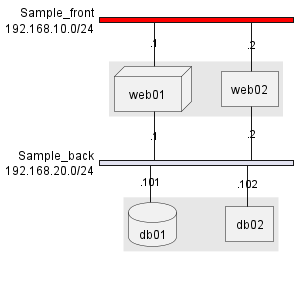 Sample_front
192.168.10.0/24
.1
.2
web01
web02
.1
.2
Sample_back
192.168.20.0/24
.101
.102
db01
db02